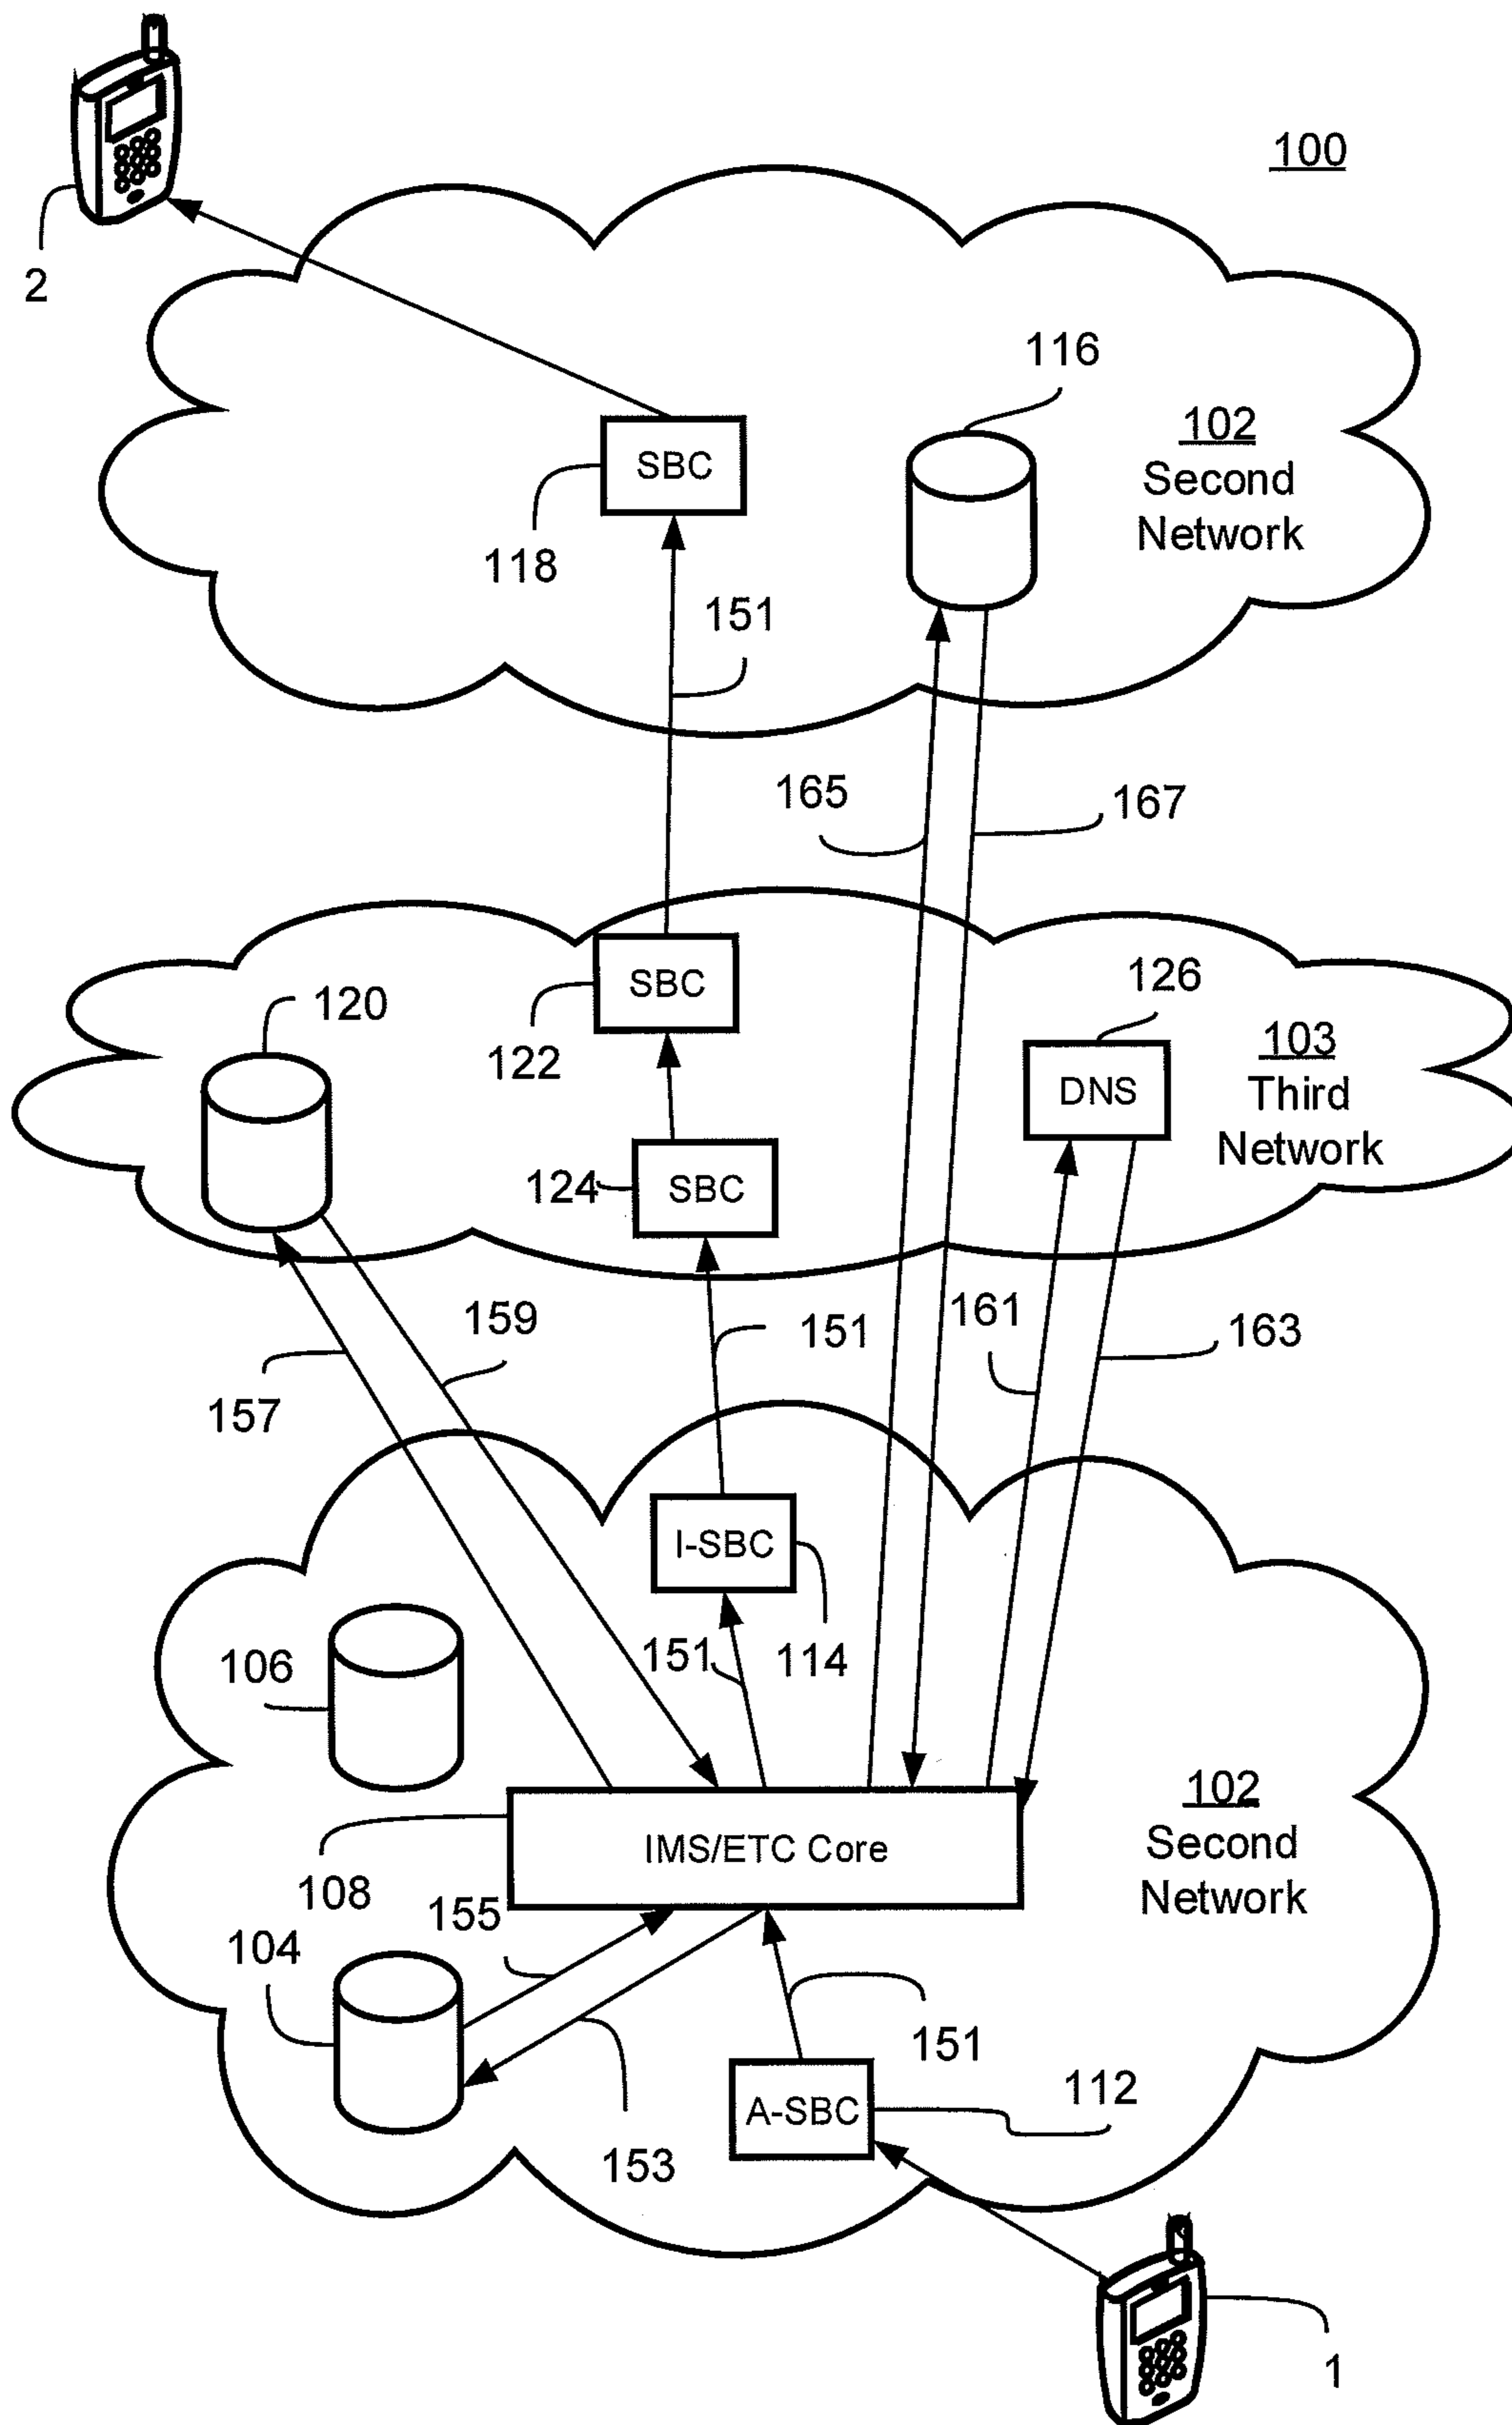 100
2
116
102
Second
Network
SBC
118
151
165
167
126
120
SBC
103
Third
Network
122
DNS
124
SBC
161
159
151
163
157
I-SBC
151
114
106
102
Second
Network
IMS/ETC Core
108
155
104
151
112
A-SBC
153
1